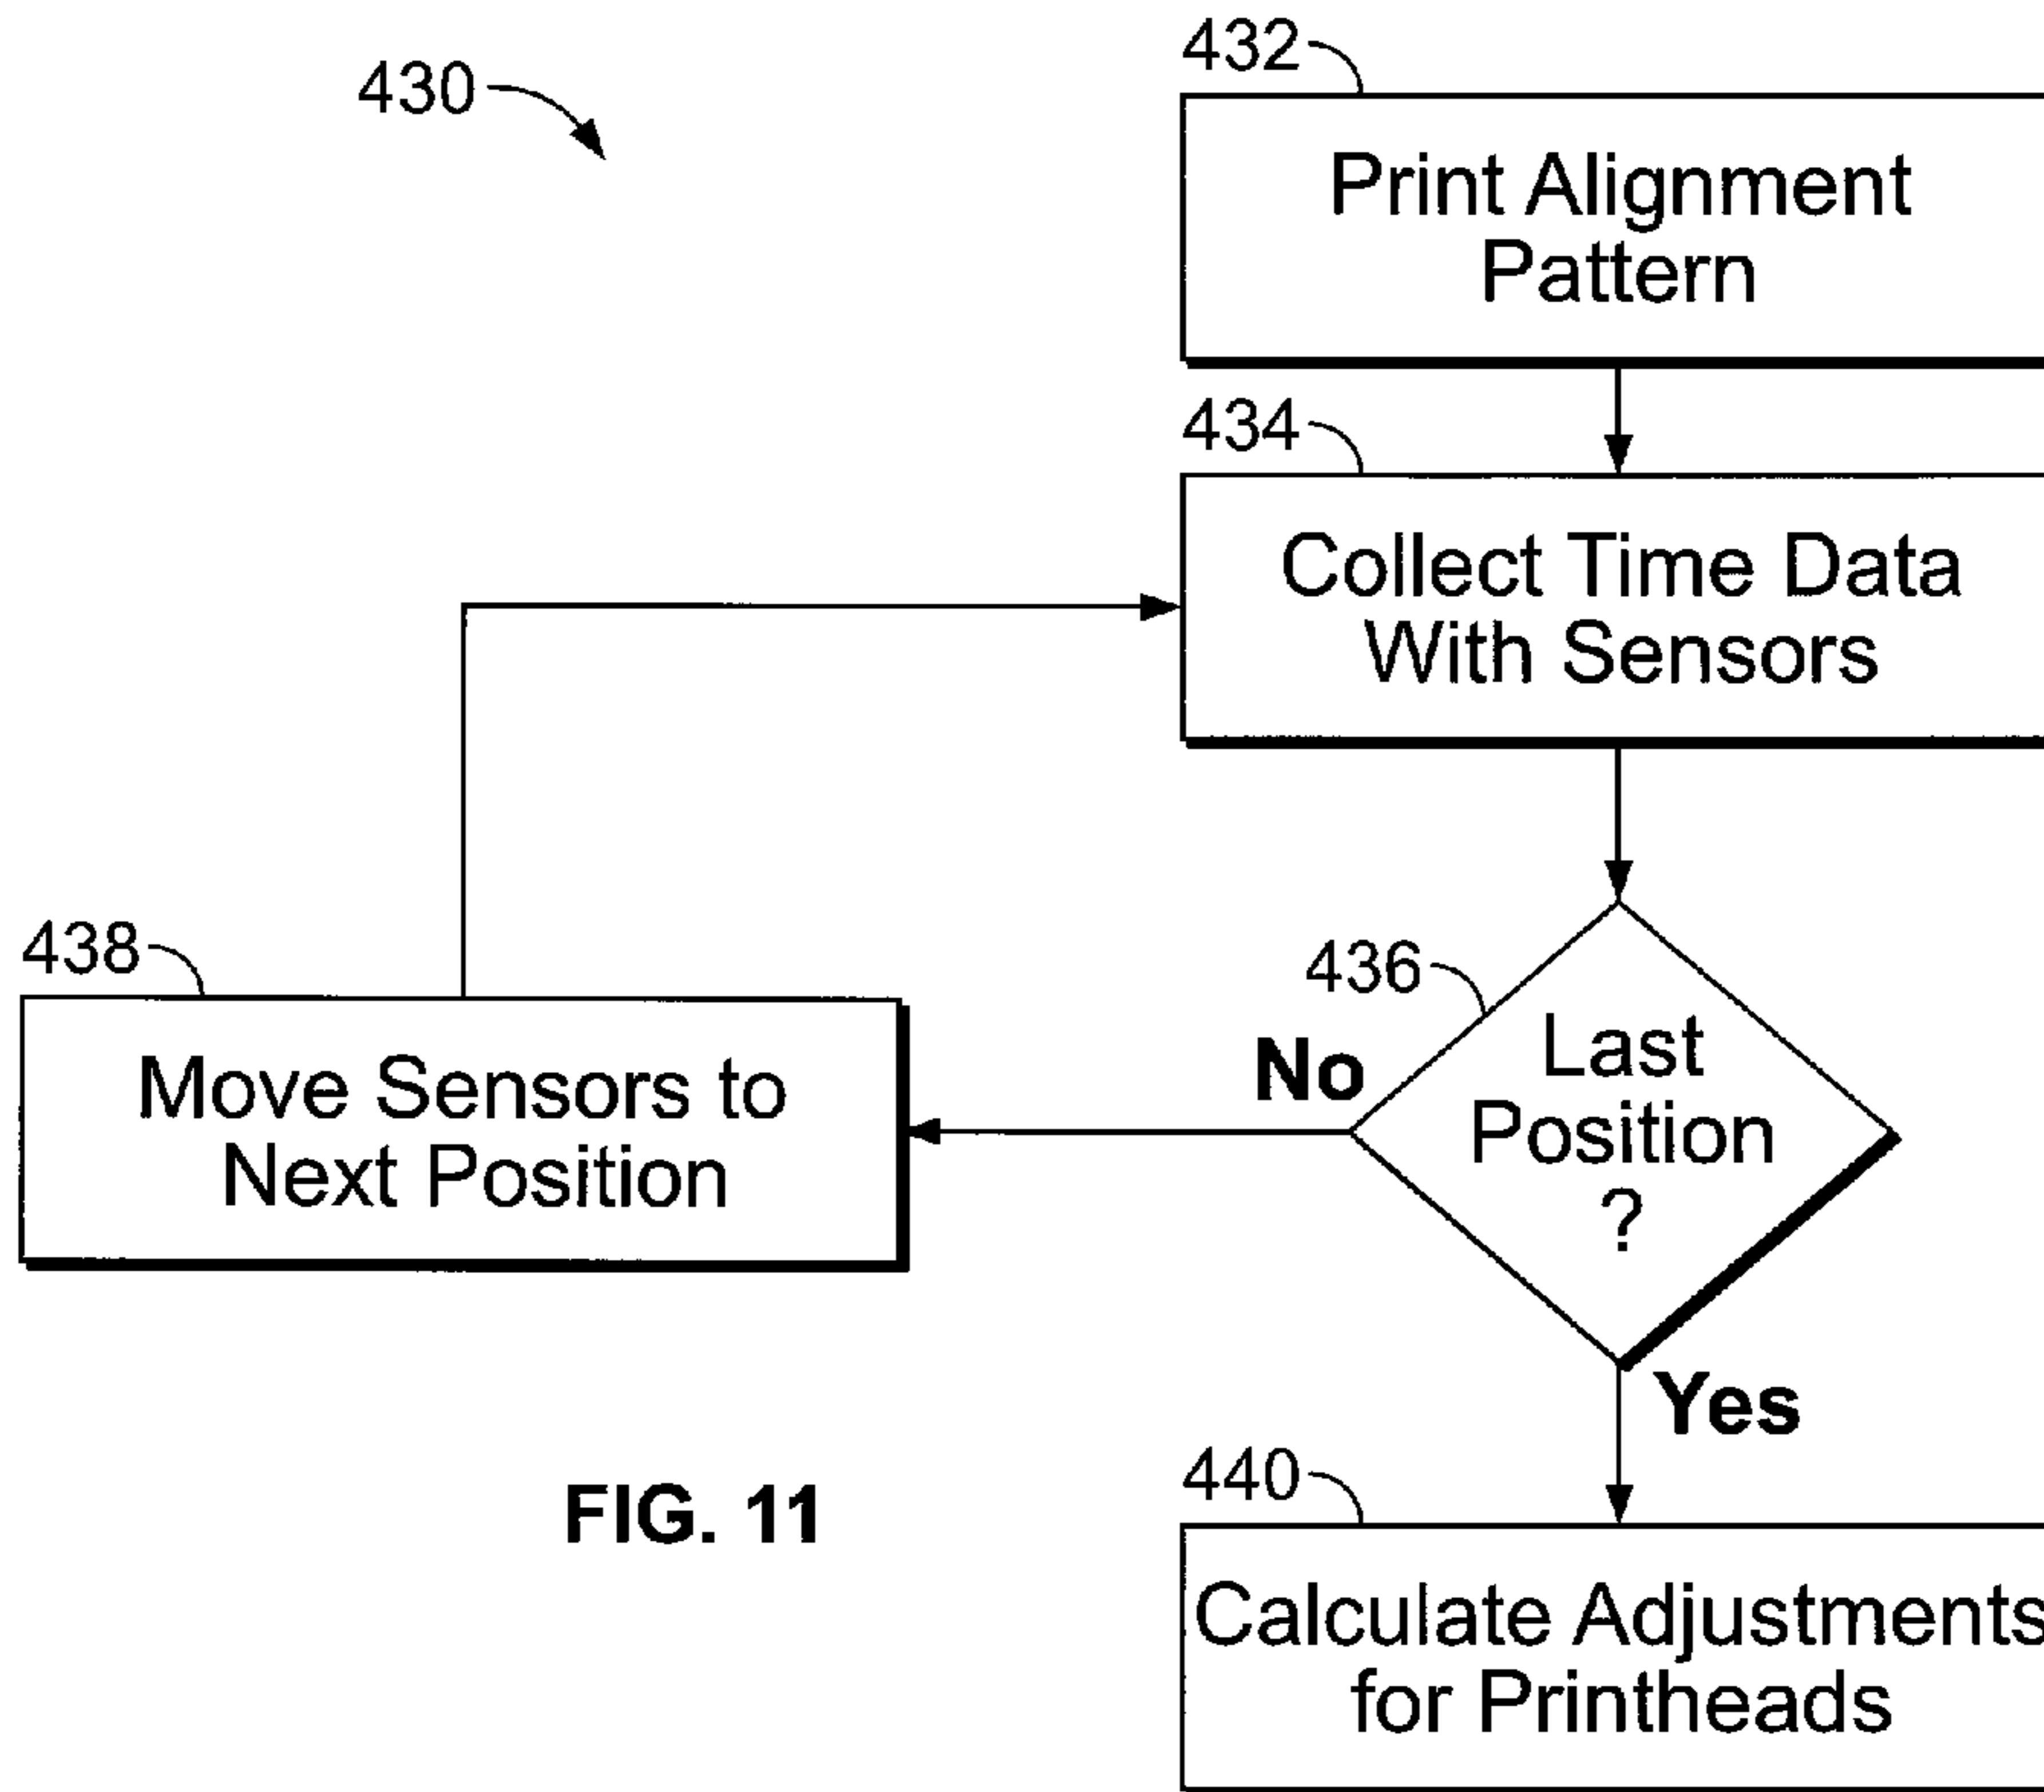 430
432
Print Alignment
Pattern
434
Collect Time Data
With Sensors
436
Last
Position
?
No
438
Move Sensors to
Next Position
Yes
440
Calculate Adjustments
for Printheads
FIG. 11